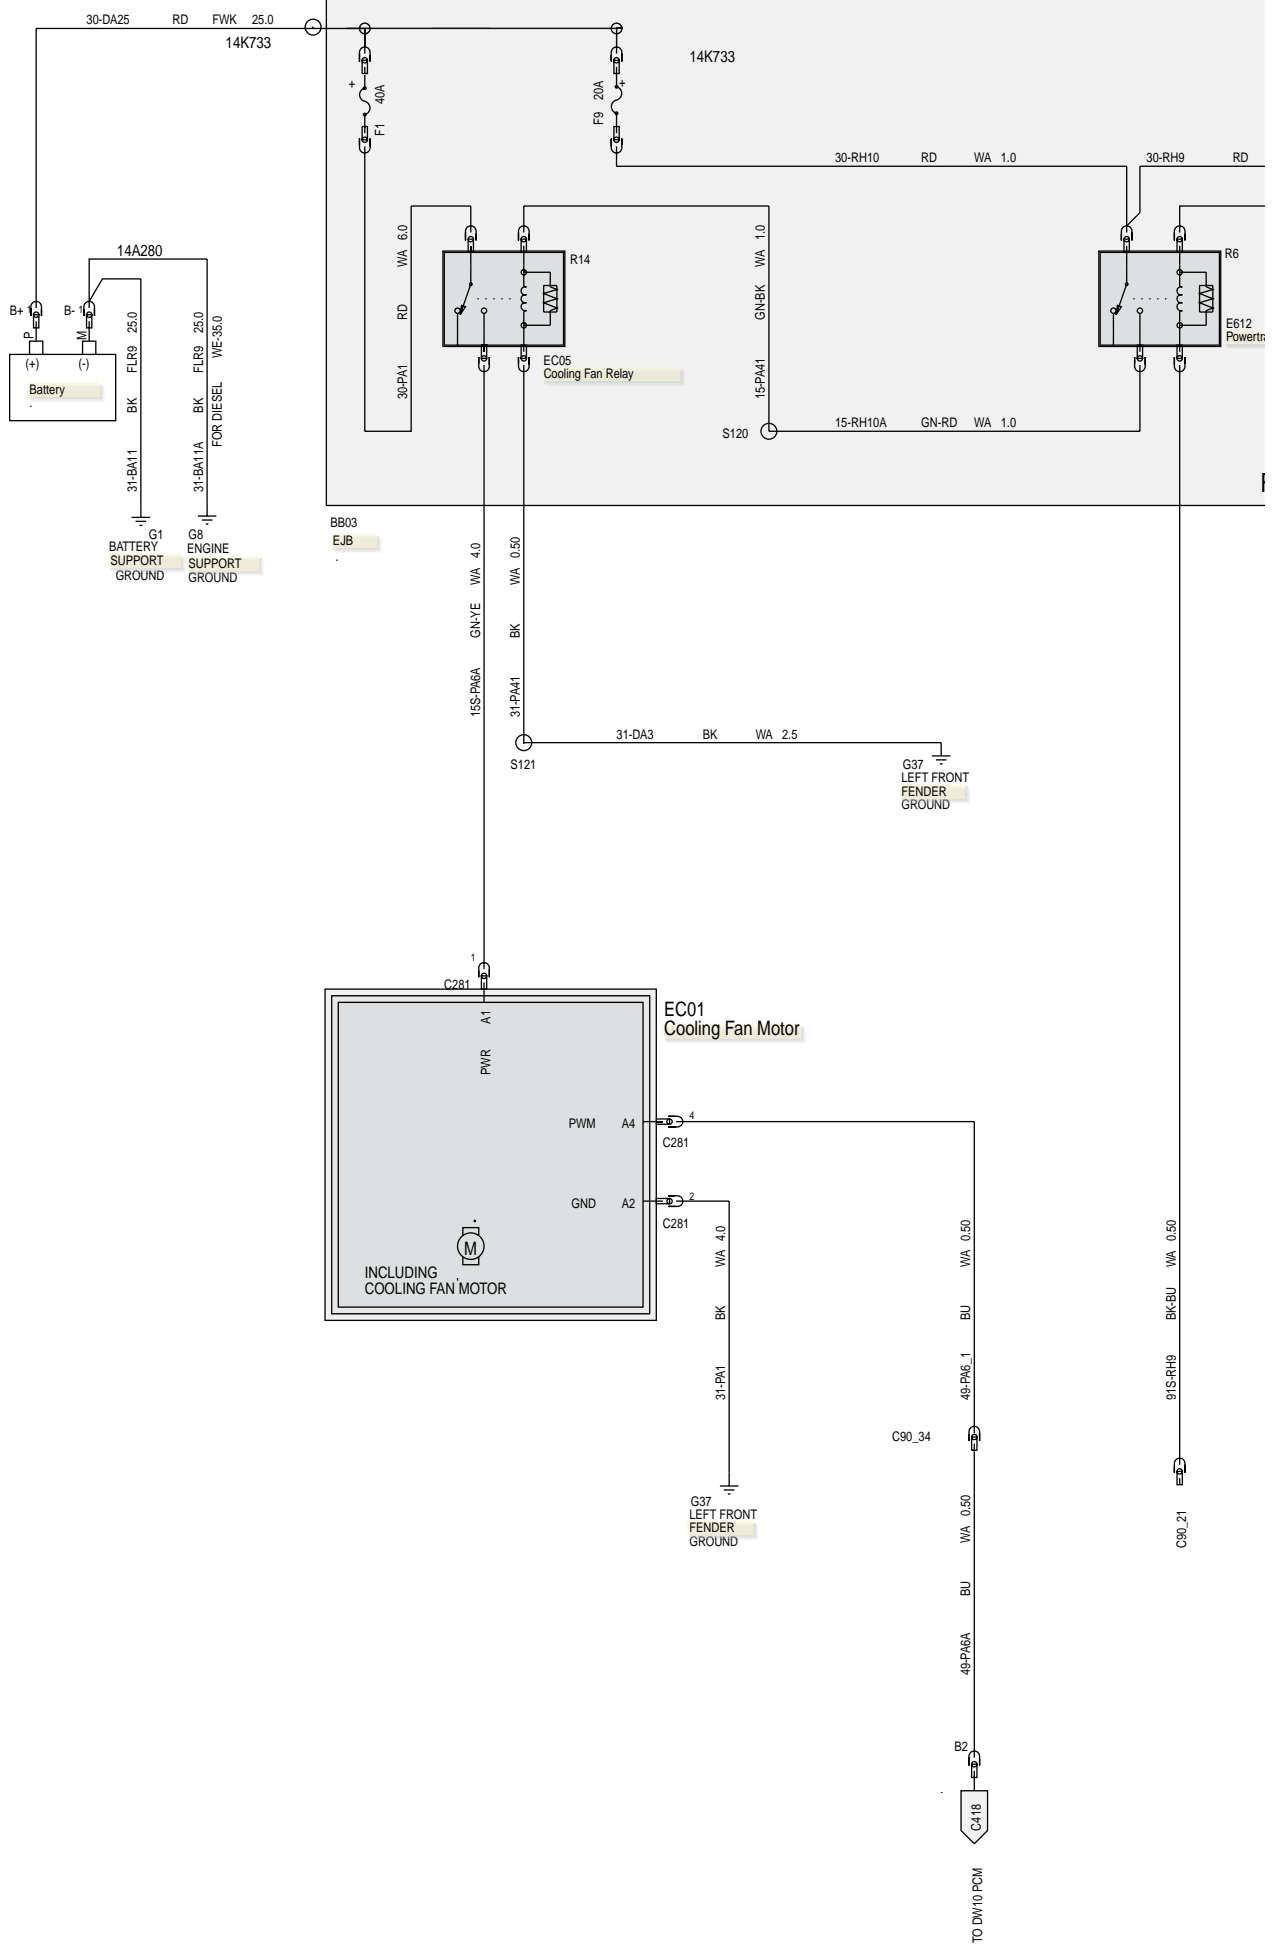 30-DA25 RD FWK 25.0
14K733
14K733
+ 40A F1
F9 20A +
30-RH10 RD WA 1.0
30-RH9 RD
14A280
B+ 1
B- 1
P
M
(+)
(-)
Battery
.
31-BA11 BK FLR9 25.0
31-BA11A BK FLR9 25.0
FOR DIESEL WE-35.0
30-PA1 RD WA 6.0
R14
EC05
Cooling Fan Relay
15-PA41 GN-BK WA 1.0
R6
E612
Powertra
S120
15-RH10A GN-RD WA 1.0
G1
BATTERY
SUPPORT
GROUND
G8
ENGINE
SUPPORT
GROUND
BB03
EJB
.
15S-PA6A GN-YE WA 4.0
31-PA41 BK WA 0.50
S121
31-DA3 BK WA 2.5
G37
LEFT FRONT
FENDER
GROUND
1
C281
A1
PWR
EC01
Cooling Fan Motor
PWM A4
4
C281
GND A2
2
C281
M
INCLUDING
COOLING FAN MOTOR
31-PA1 BK WA 4.0
49-PA6_1 BU WA 0.50
91S-RH9 BK-BU WA 0.50
C90_34
C90_21
G37
LEFT FRONT
FENDER
GROUND
49-PA6A BU WA 0.50
B2
C418
TO DW10 PCM